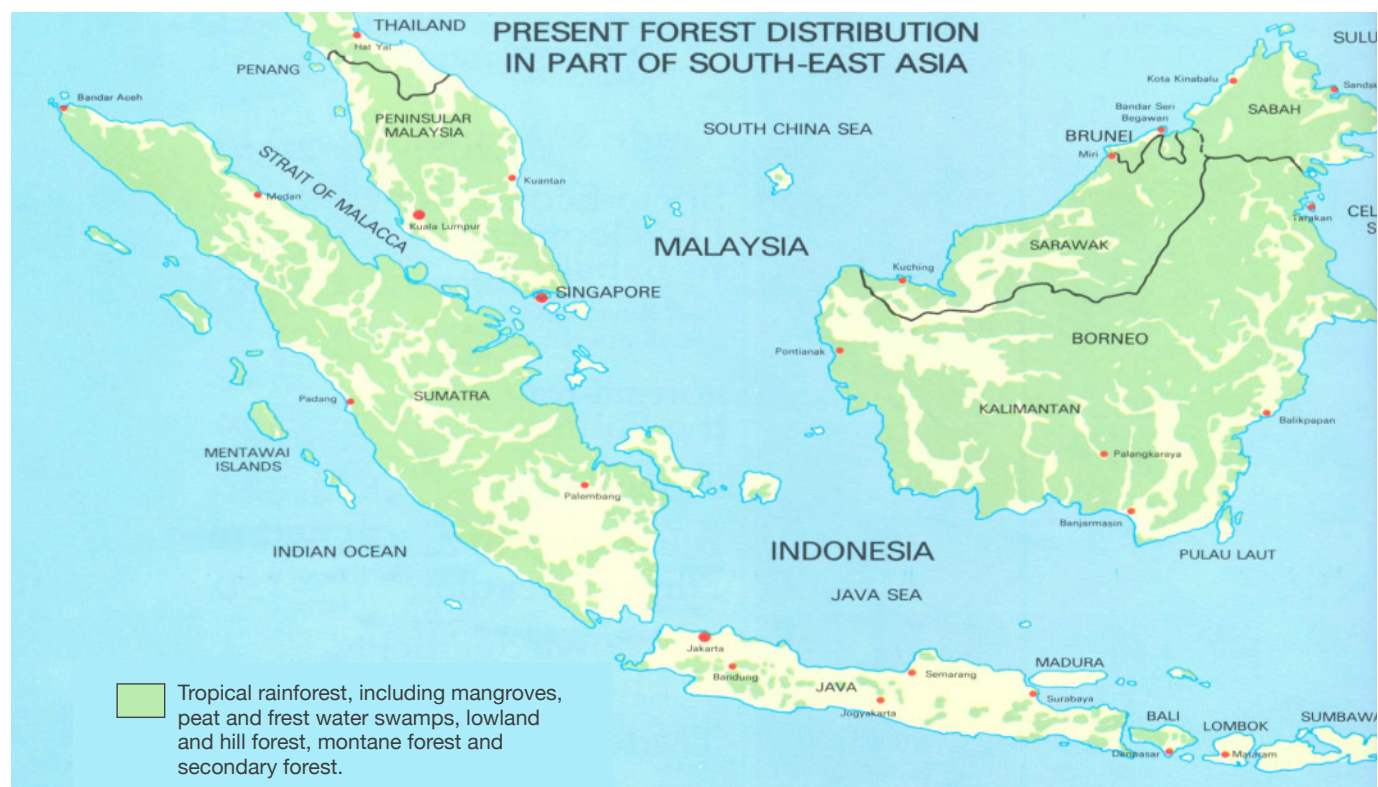 PRESENT FOREST DISTRIBUTION
IN PART OF SOUTH-EAST ASIA
THAILAND
Hat Yai
PENANG
Bandar Aceh
PENINSULAR
MALAYSIA
STRAIT OF MALACCA
Medan
Kuantan
Kuala Lumpur
SINGAPORE
SOUTH CHINA SEA
MALAYSIA
SULU
Kota Kinabalu
Sandak
SABAH
Bandar Seri
Begawan
BRUNEI
Miri
Tarakan
CEL
S
SARAWAK
Kuching
BORNEO
Pontianak
KALIMANTAN
Balikpapan
Palangkaraya
Banjarmasin
PULAU LAUT
SUMATRA
Padang
MENTAWAI
ISLANDS
Palembang
INDIAN OCEAN
INDONESIA
JAVA SEA
Jakarta
Bandung
JAVA
Semarang
Jogyakarta
MADURA
Surabaya
BALI
Denpasar
LOMBOK
Mataram
SUMBAWA
Tropical rainforest, including mangroves,
peat and frest water swamps, lowland
and hill forest, montane forest and
secondary forest.